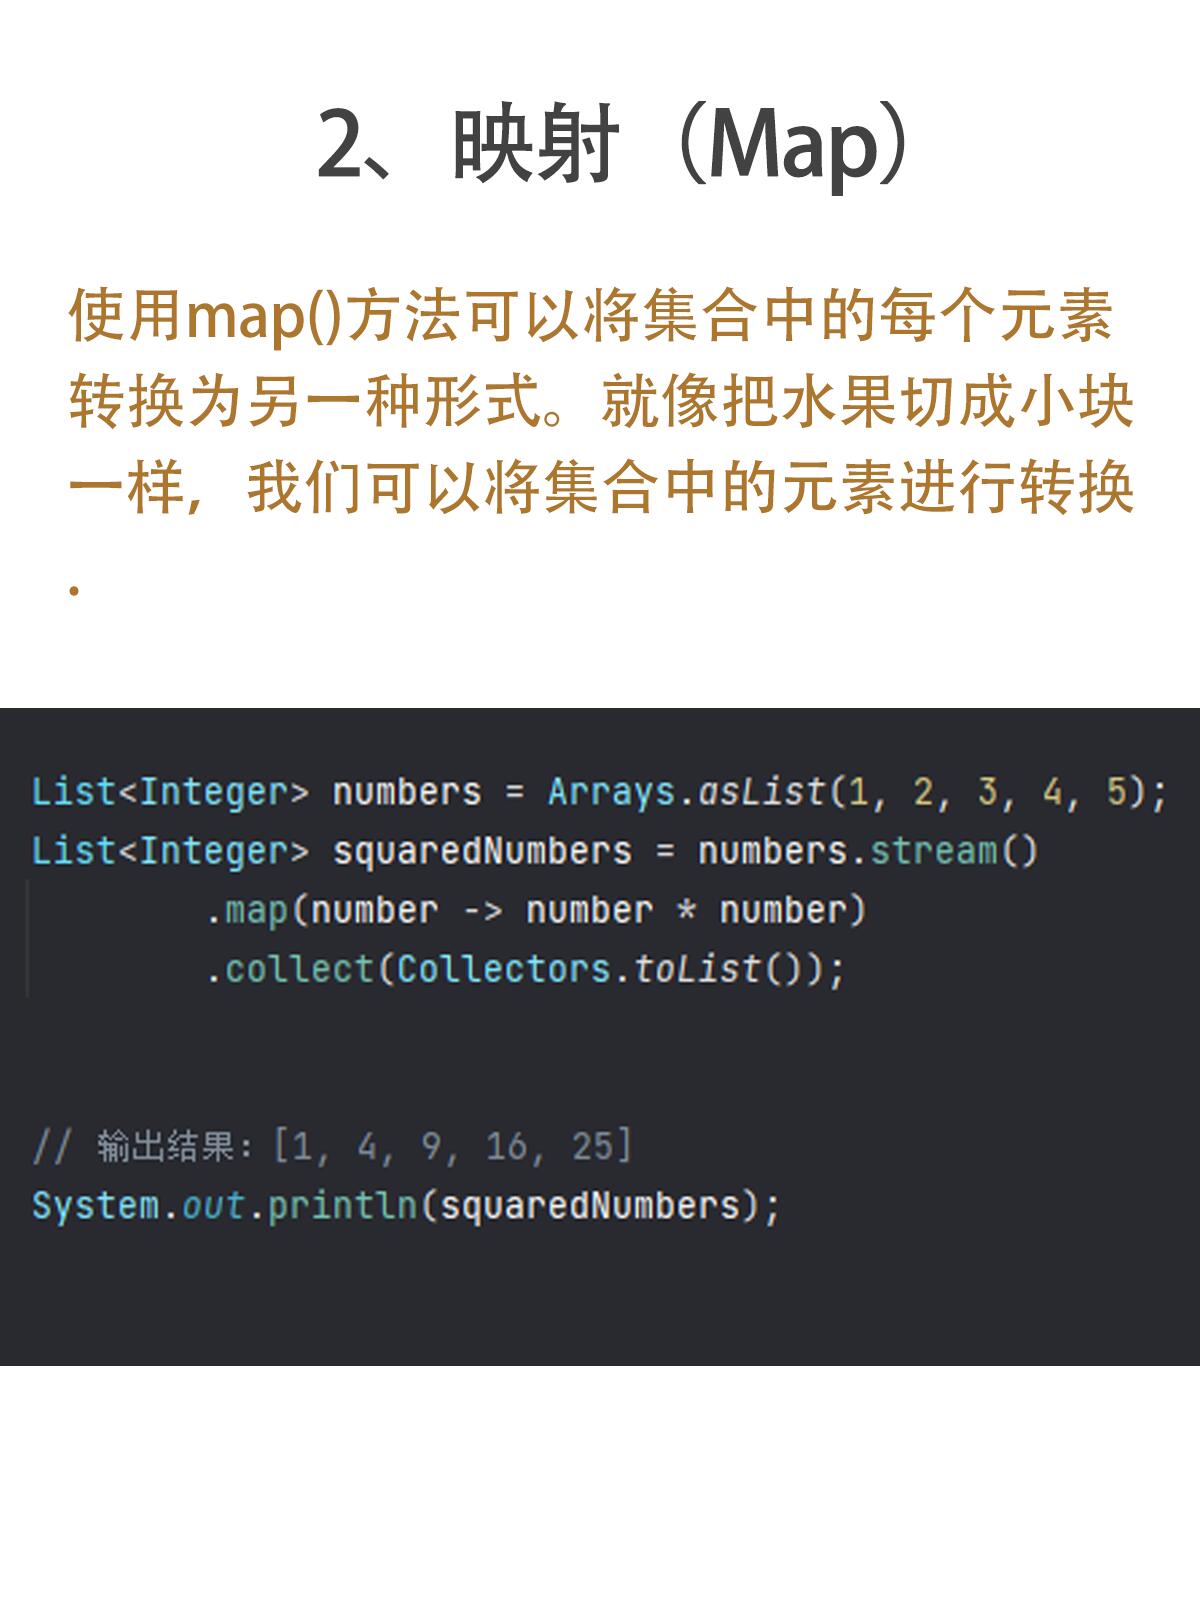 2、映射（Map）
使用map()方法可以将集合中的每个元素
转换为另一种形式。就像把水果切成小块
一样，我们可以将集合中的元素进行转换
.
List<Integer> numbers = Arrays.asList(1, 2, 3, 4, 5);
List<Integer> squaredNumbers = numbers.stream()
.map(number -> number * number)
.collect(Collectors.toList());
// 输出结果：[1, 4, 9, 16, 25]
System.out.println(squaredNumbers);